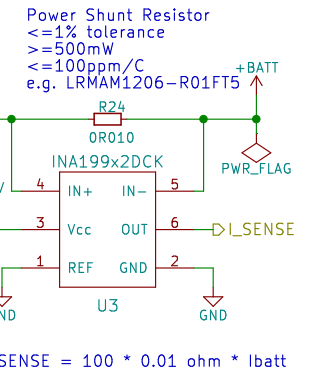 Power Shunt Resistor
<=1% tolerance
>=500mW
<=100ppm/C
e.g. LRMAM1206-R01FT5
+BATT
R24
0R010
PWR_FLAG
INA199x2DCK
4 IN+ IN- 5
3 Vcc OUT 6 I_SENSE
1 REF GND 2
U3
GND
SENSE = 100 * 0.01 ohm * Ibatt